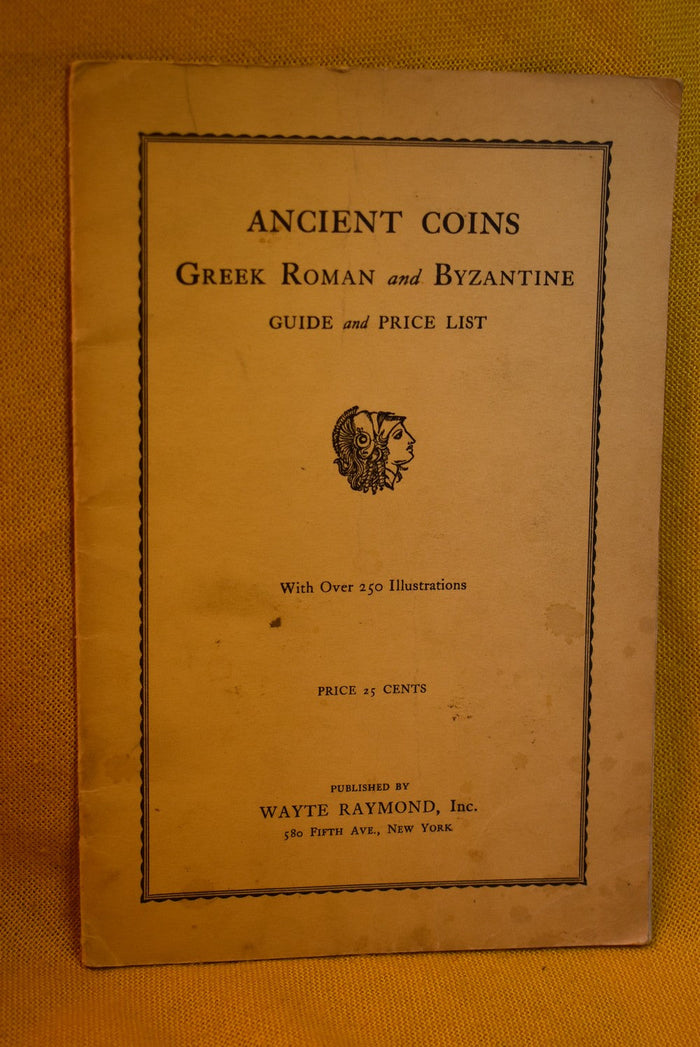 ANCIENT COINS
GREEK ROMAN and BYZANTINE
GUIDE and PRICE LIST
With Over 250 Illustrations
PRICE 25 CENTS
PUBLISHED BY
WAYTE RAYMOND, Inc.
580 FIFTH AVE., NEW YORK